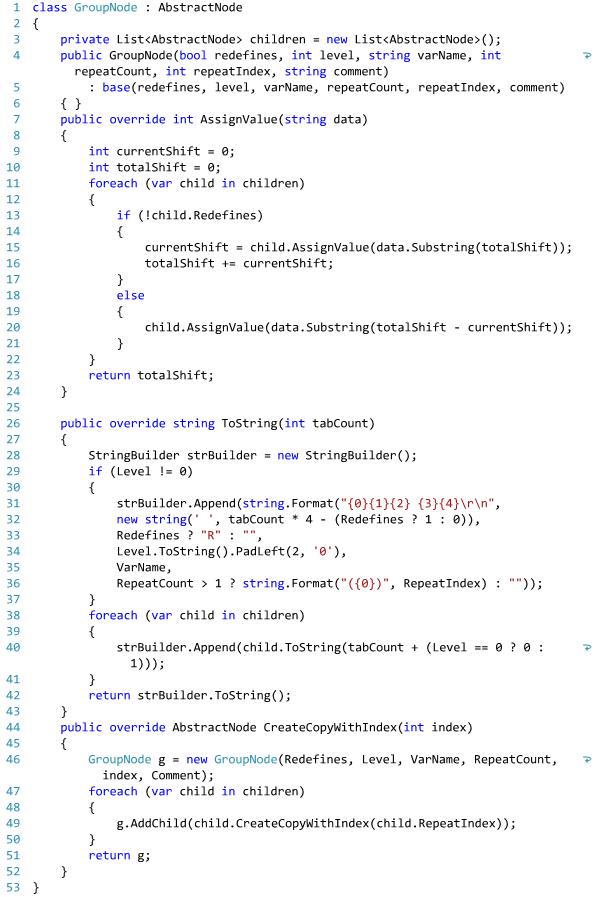 1 class GroupNode : AbstractNode
2 {
3     private List<AbstractNode> children = new List<AbstractNode>();
4     public GroupNode(bool redefines, int level, string varName, int
      repeatCount, int repeatIndex, string comment)
5         : base(redefines, level, varName, repeatCount, repeatIndex, comment)
6     { }
7     public override int AssignValue(string data)
8     {
9         int currentShift = 0;
10         int totalShift = 0;
11         foreach (var child in children)
12         {
13             if (!child.Redefines)
14             {
15                 currentShift = child.AssignValue(data.Substring(totalShift));
16                 totalShift += currentShift;
17             }
18             else
19             {
20                 child.AssignValue(data.Substring(totalShift - currentShift));
21             }
22         }
23         return totalShift;
24     }
25
26     public override string ToString(int tabCount)
27     {
28         StringBuilder strBuilder = new StringBuilder();
29         if (Level != 0)
30         {
31             strBuilder.Append(string.Format("{0}{1}{2} {3}{4}\r\n",
32             new string(' ', tabCount * 4 - (Redefines ? 1 : 0)),
33             Redefines ? "R" : "",
34             Level.ToString().PadLeft(2, '0'),
35             VarName,
36             RepeatCount > 1 ? string.Format("({0})", RepeatIndex) : ""));
37         }
38         foreach (var child in children)
39         {
40             strBuilder.Append(child.ToString(tabCount + (Level == 0 ? 0 :
               1)));
41         }
42         return strBuilder.ToString();
43     }
44     public override AbstractNode CreateCopyWithIndex(int index)
45     {
46         GroupNode g = new GroupNode(Redefines, Level, VarName, RepeatCount,
           index, Comment);
47         foreach (var child in children)
48         {
49             g.AddChild(child.CreateCopyWithIndex(child.RepeatIndex));
50         }
51         return g;
52     }
53 }